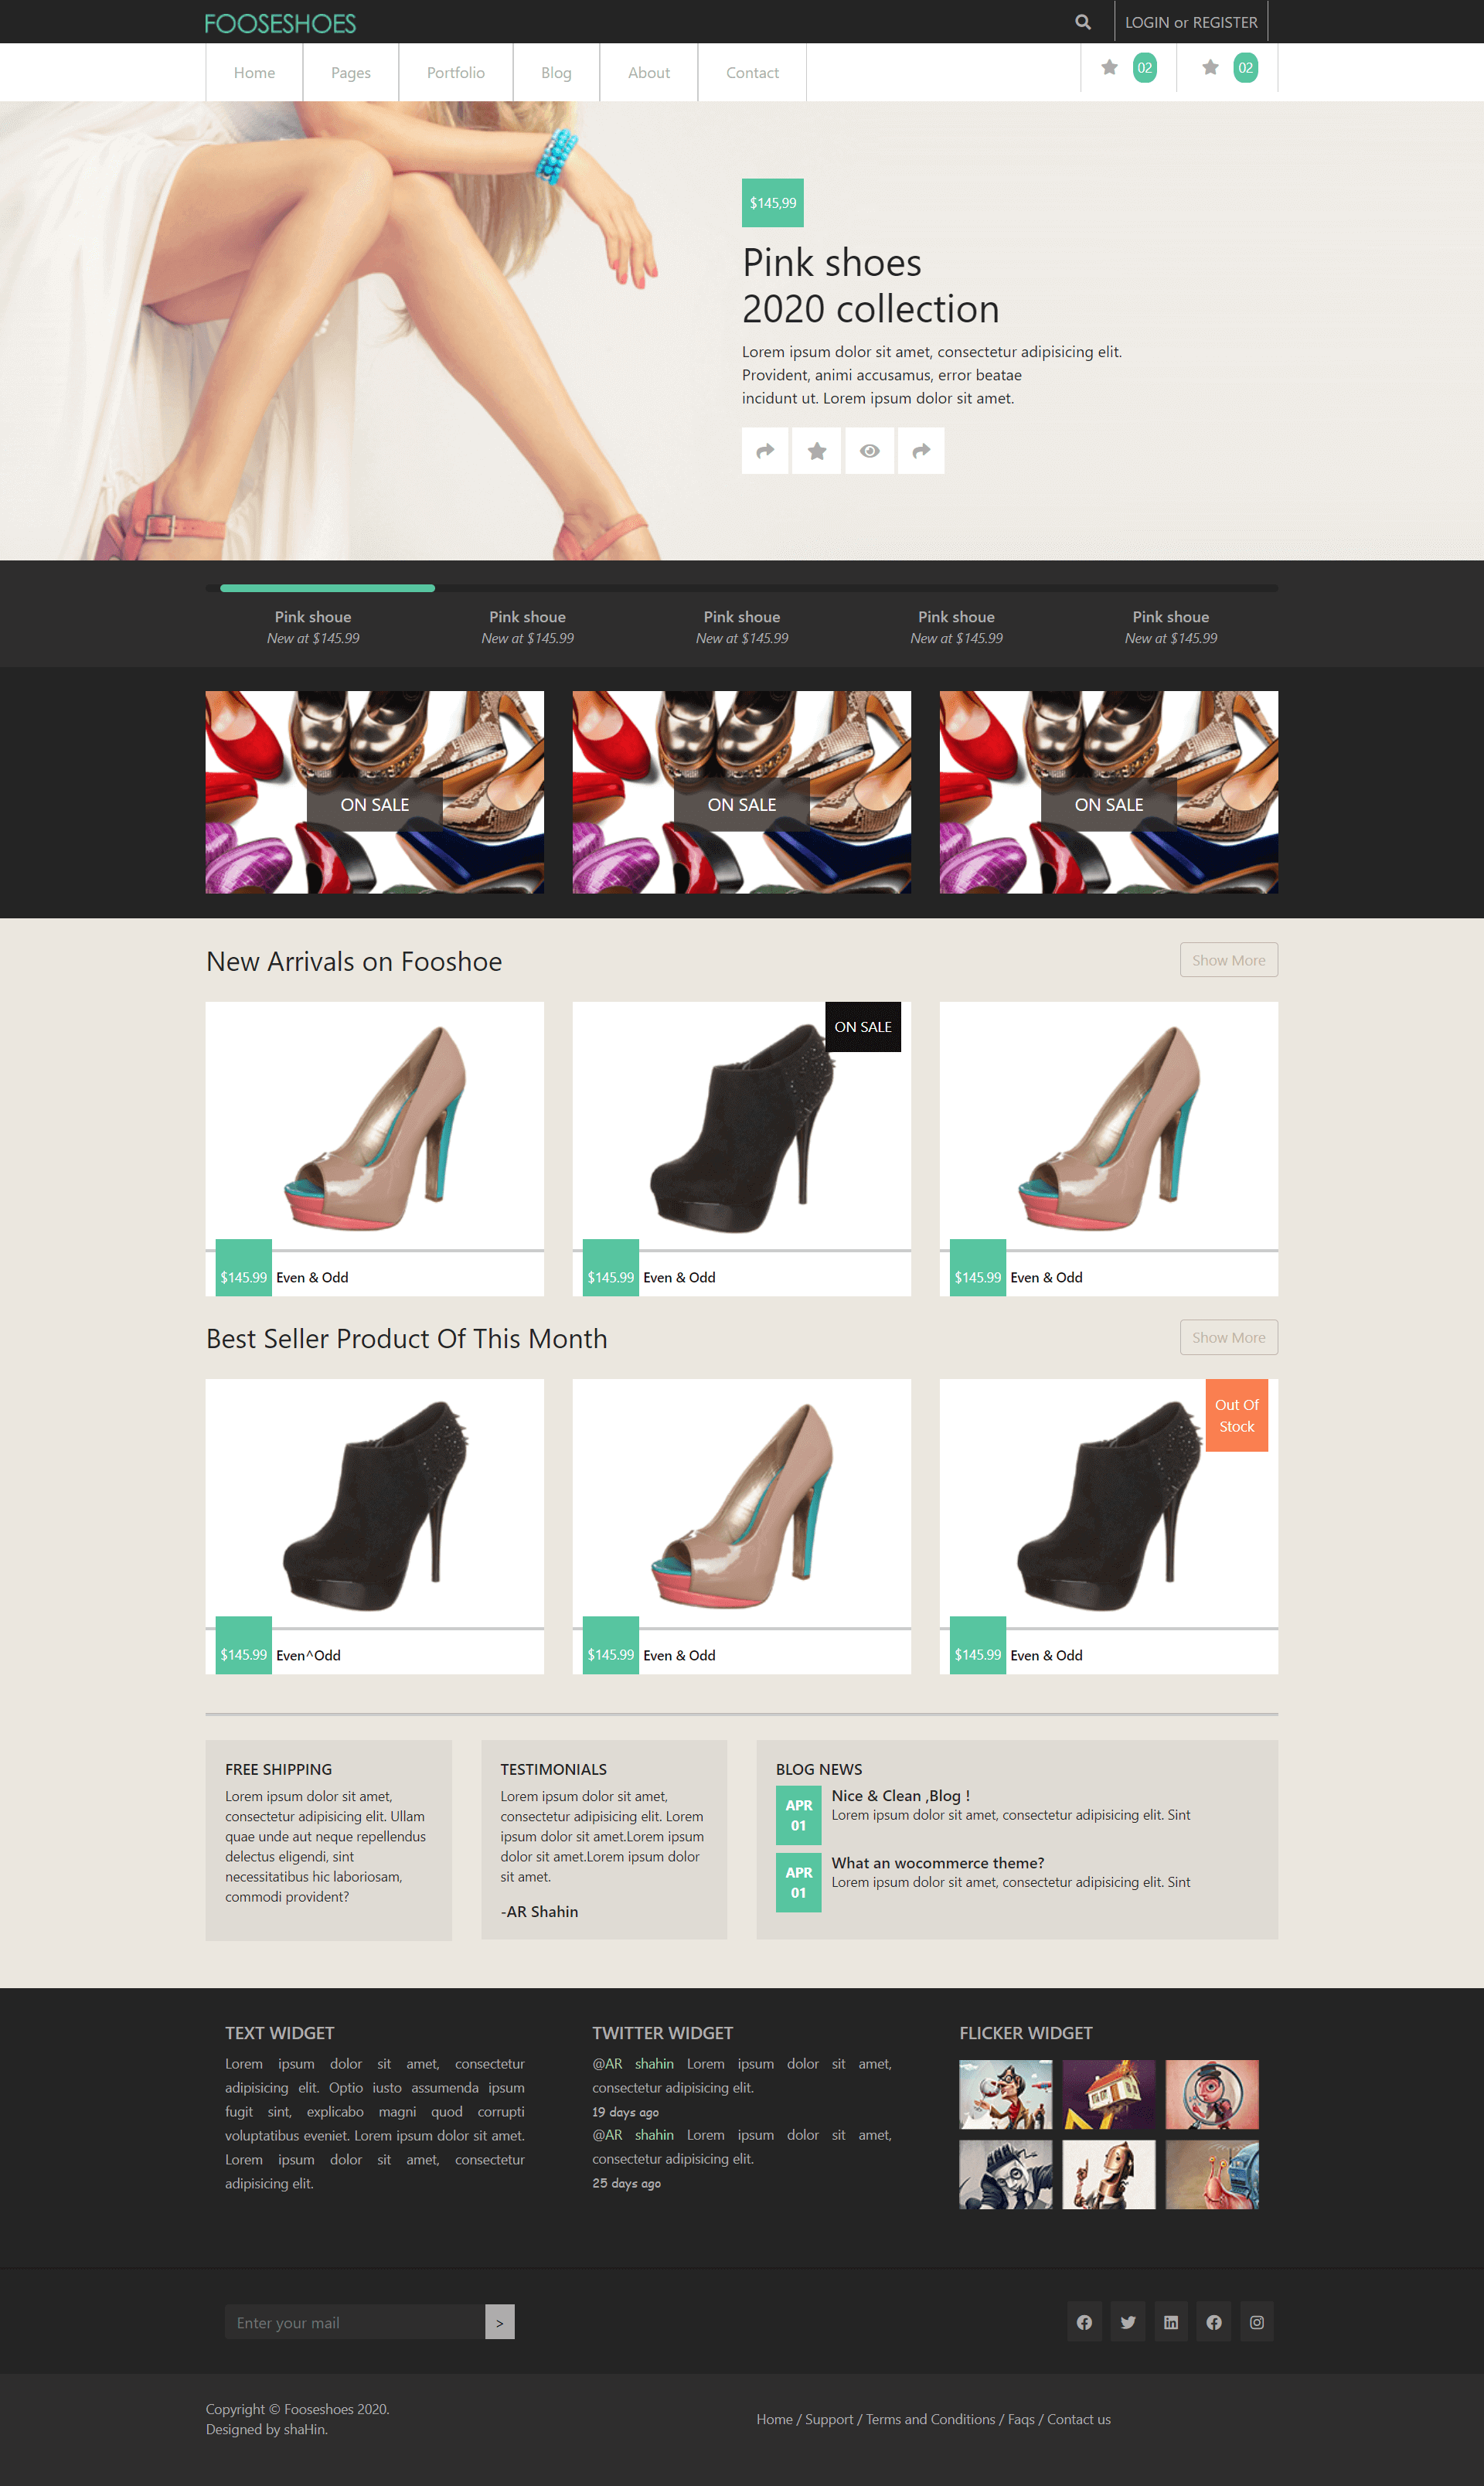 FOOSESHOES
LOGIN or REGISTER
Home Pages Portfolio Blog About Contact
02 02
$145,99
Pink shoes
2020 collection
Lorem ipsum dolor sit amet, consectetur adipisicing elit.
Provident, animi accusamus, error beatae
incidunt ut. Lorem ipsum dolor sit amet.
Pink shoue Pink shoue Pink shoue Pink shoue Pink shoue
New at $145.99 New at $145.99 New at $145.99 New at $145.99 New at $145.99
ON SALE ON SALE ON SALE
New Arrivals on Fooshoe
Show More
ON SALE
$145.99 Even & Odd
$145.99 Even & Odd
$145.99 Even & Odd
Best Seller Product Of This Month
Show More
Out Of
Stock
$145.99 Even^Odd
$145.99 Even & Odd
$145.99 Even & Odd
FREE SHIPPING
Lorem ipsum dolor sit amet,
consectetur adipisicing elit. Ullam
quae unde aut neque repellendus
delectus eligendi, sint
necessitatibus hic laboriosam,
commodi provident?
TESTIMONIALS
Lorem ipsum dolor sit amet,
consectetur adipisicing elit. Lorem
ipsum dolor sit amet.Lorem ipsum
dolor sit amet.Lorem ipsum dolor
sit amet.
-AR Shahin
BLOG NEWS
APR
01
Nice & Clean ,Blog !
Lorem ipsum dolor sit amet, consectetur adipisicing elit. Sint
APR
01
What an wocommerce theme?
Lorem ipsum dolor sit amet, consectetur adipisicing elit. Sint
TEXT WIDGET
Lorem ipsum dolor sit amet, consectetur
adipisicing elit. Optio iusto assumenda ipsum
fugit sint, explicabo magni quod corrupti
voluptatibus eveniet. Lorem ipsum dolor sit amet.
Lorem ipsum dolor sit amet, consectetur
adipisicing elit.
TWITTER WIDGET
@AR shahin Lorem ipsum dolor sit amet,
consectetur adipisicing elit.
19 days ago
@AR shahin Lorem ipsum dolor sit amet,
consectetur adipisicing elit.
25 days ago
FLICKER WIDGET
Enter your mail >
Copyright © Fooseshoes 2020.
Designed by shaHin.
Home / Support / Terms and Conditions / Faqs / Contact us